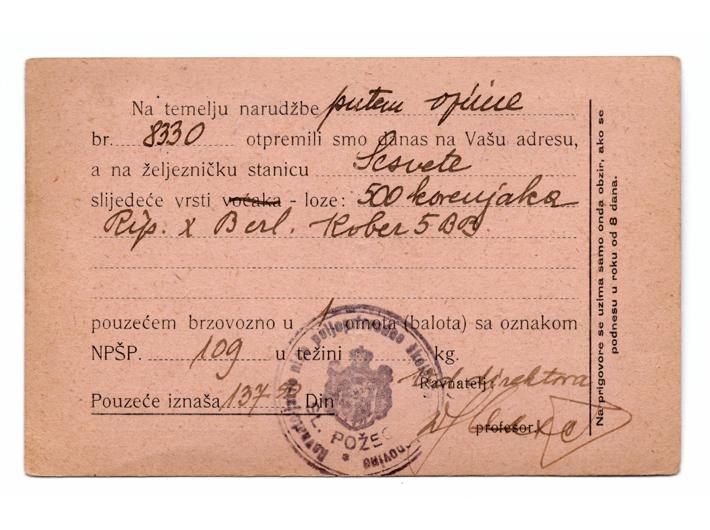 Na temelju narudžbe putem općine
br. 8330 otpremili smo danas na Vašu adresu,
a na željezničku stanicu Sesvete
slijedeće vrsti voćaka - loze: 500 korenjaka
Rip. x Berl. Kober 5 BB
pouzećem brzovozno u 1 omota (balota) sa oznakom
NPŠP. 109 u težini kg.
Ravnatelj direktora
Pouzeće iznaša 137.50 Din
profesor.
POŽEG
Na prigovore se uzima samo onda obzir, ako se
podnesu u roku od 8 dana.